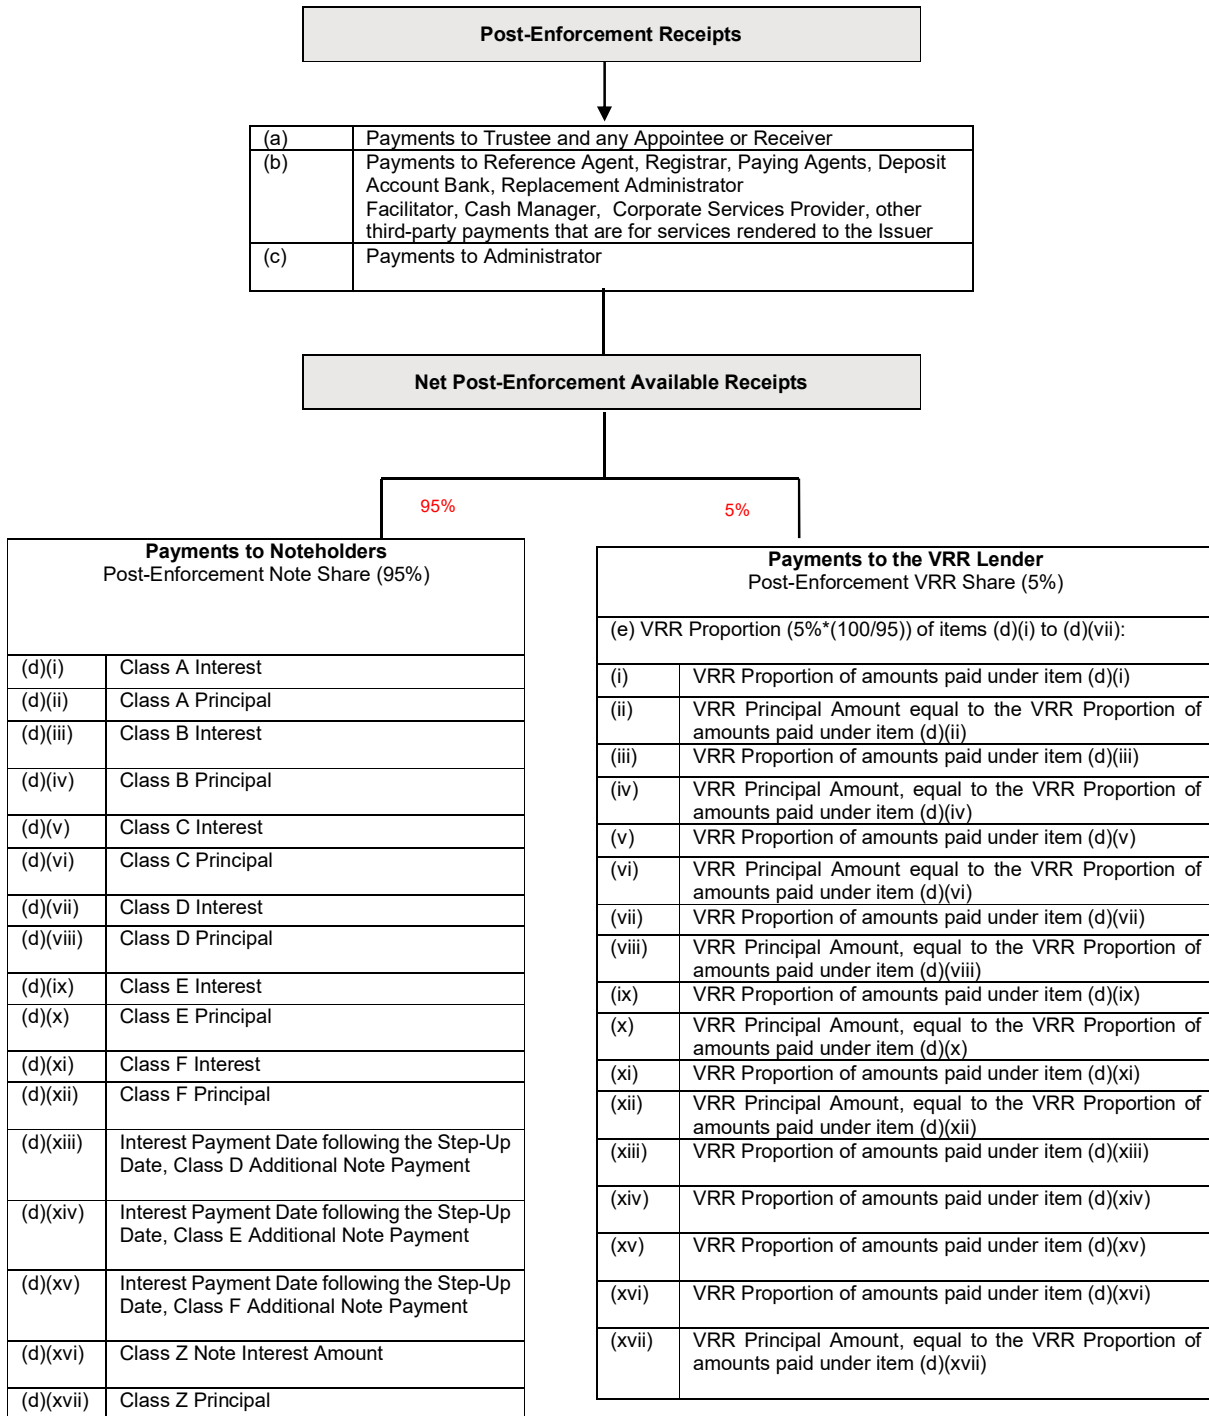 Post-Enforcement Receipts
(a) Payments to Trustee and any Appointee or Receiver
(b) Payments to Reference Agent, Registrar, Paying Agents, Deposit
Account Bank, Replacement Administrator
Facilitator, Cash Manager, Corporate Services Provider, other
third-party payments that are for services rendered to the Issuer
(c) Payments to Administrator
Net Post-Enforcement Available Receipts
95%
5%
Payments to Noteholders
Post-Enforcement Note Share (95%)
(d)(i) Class A Interest
(d)(ii) Class A Principal
(d)(iii) Class B Interest
(d)(iv) Class B Principal
(d)(v) Class C Interest
(d)(vi) Class C Principal
(d)(vii) Class D Interest
(d)(viii) Class D Principal
(d)(ix) Class E Interest
(d)(x) Class E Principal
(d)(xi) Class F Interest
(d)(xii) Class F Principal
(d)(xiii) Interest Payment Date following the Step-Up
Date, Class D Additional Note Payment
(d)(xiv) Interest Payment Date following the Step-Up
Date, Class E Additional Note Payment
(d)(xv) Interest Payment Date following the Step-Up
Date, Class F Additional Note Payment
(d)(xvi) Class Z Note Interest Amount
(d)(xvii) Class Z Principal
Payments to the VRR Lender
Post-Enforcement VRR Share (5%)
(e) VRR Proportion (5%*(100/95)) of items (d)(i) to (d)(vii):
(i) VRR Proportion of amounts paid under item (d)(i)
(ii) VRR Principal Amount equal to the VRR Proportion of
amounts paid under item (d)(ii)
(iii) VRR Proportion of amounts paid under item (d)(iii)
(iv) VRR Principal Amount, equal to the VRR Proportion of
amounts paid under item (d)(iv)
(v) VRR Proportion of amounts paid under item (d)(v)
(vi) VRR Principal Amount equal to the VRR Proportion of
amounts paid under item (d)(vi)
(vii) VRR Proportion of amounts paid under item (d)(vii)
(viii) VRR Principal Amount, equal to the VRR Proportion of
amounts paid under item (d)(viii)
(ix) VRR Proportion of amounts paid under item (d)(ix)
(x) VRR Principal Amount, equal to the VRR Proportion of
amounts paid under item (d)(x)
(xi) VRR Proportion of amounts paid under item (d)(xi)
(xii) VRR Principal Amount, equal to the VRR Proportion of
amounts paid under item (d)(xii)
(xiii) VRR Proportion of amounts paid under item (d)(xiii)
(xiv) VRR Proportion of amounts paid under item (d)(xiv)
(xv) VRR Proportion of amounts paid under item (d)(xv)
(xvi) VRR Proportion of amounts paid under item (d)(xvi)
(xvii) VRR Principal Amount, equal to the VRR Proportion of
amounts paid under item (d)(xvii)